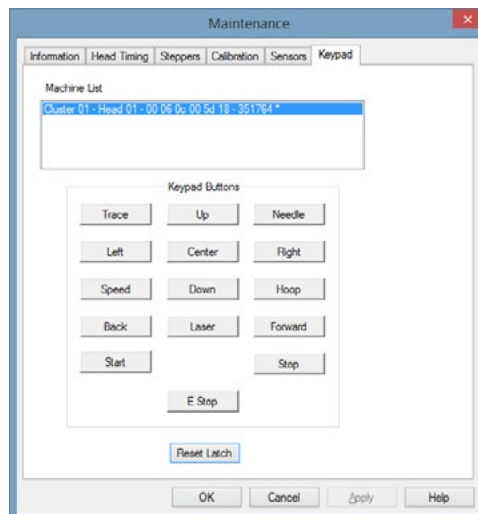 Maintenance
Information Head Timing Steppers Calibration Sensors Keypad
Machine List
Cluster 01 - Head 01 - 00 06 0c 00 5d 18 - 351764 *
Keypad Buttons
Trace Up Needle
Left Center Right
Speed Down Hoop
Back Laser Forward
Start Stop
E Stop
Reset Latch
OK Cancel Apply Help